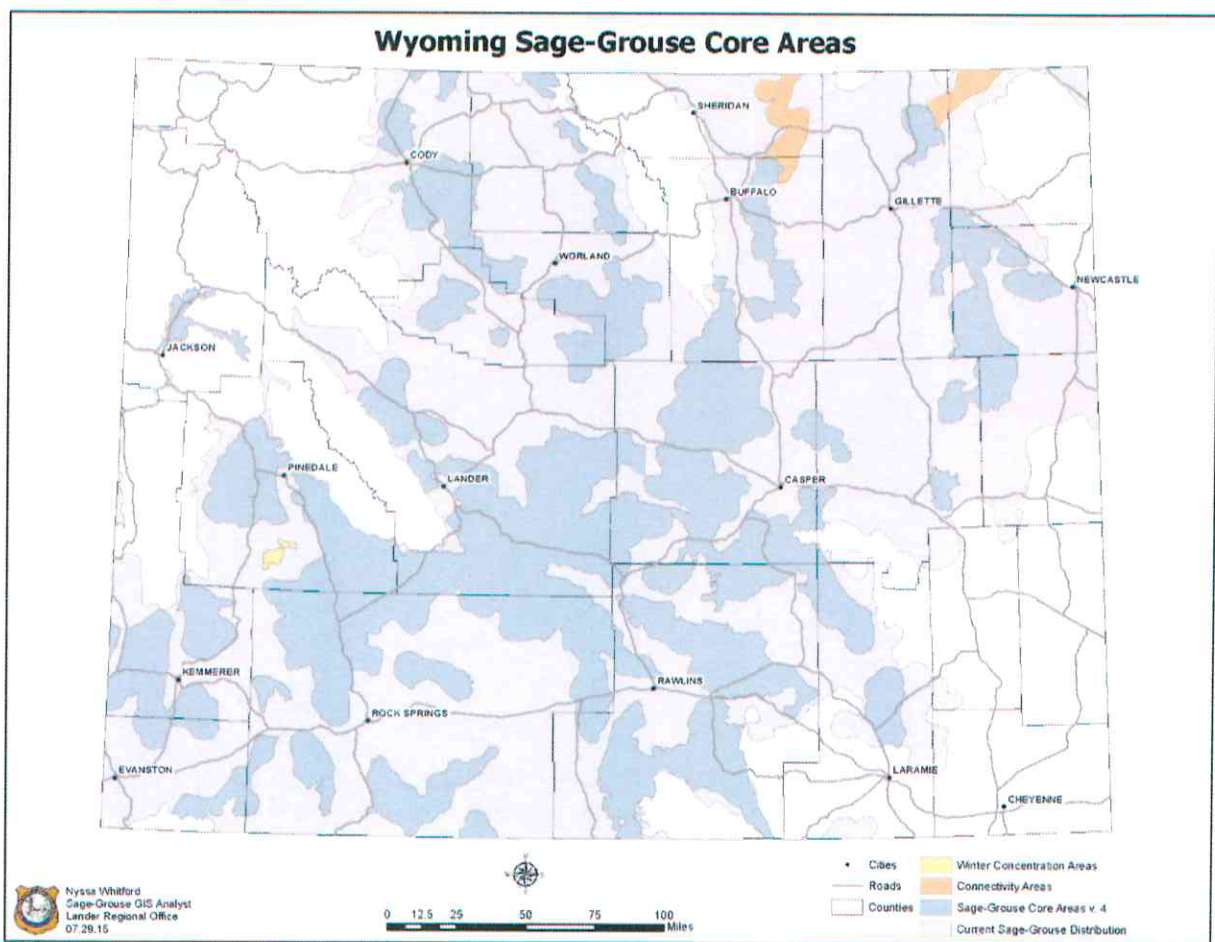 Wyoming Sage-Grouse Core Areas
SHERIDAN
CODY
BUFFALO
GILLETTE
WORLAND
NEWCASTLE
JACKSON
PINEDALE
LANDER
CASPER
KEMMERER
RAWLINS
ROCK SPRINGS
EVANSTON
LARAMIE
CHEYENNE
Nyssa Whitford
Sage-Grouse GIS Analyst
Lander Regional Office
07.29.15
0 12.5 25 50 75 100
Miles
Cities
Roads
Counties
Winter Concentration Areas
Connectivity Areas
Sage-Grouse Core Areas v. 4
Current Sage-Grouse Distribution